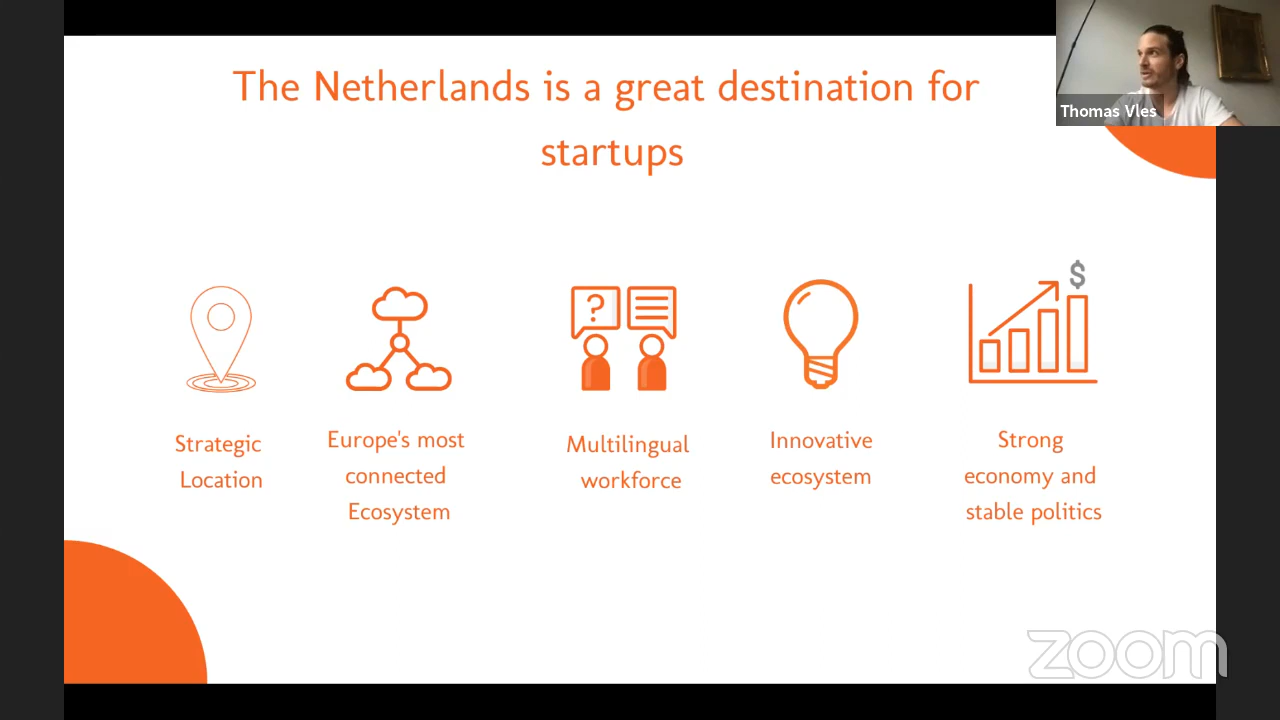 The Netherlands is a great destination for
startups
Thomas Vles
?
$
Strategic
Location
Europe's most
connected
Ecosystem
Multilingual
workforce
Innovative
ecosystem
Strong
economy and
stable politics
zoom